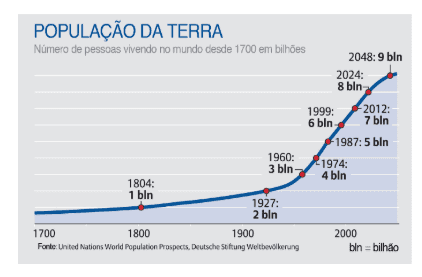 POPULAÇÃO DA TERRA
Número de pessoas vivendo no mundo desde 1700 em bilhões
2048: 9 bln
2024:
8 bln
2012:
7 bln
1999:
6 bln
1987: 5 bln
1960:
3 bln
1974:
4 bln
1804:
1 bln
1927:
2 bln
1700 1800 1900 2000
Fonte: United Nations World Population Prospects, Deutsche Stiftung Weltbevölkerung
bln = bilhão